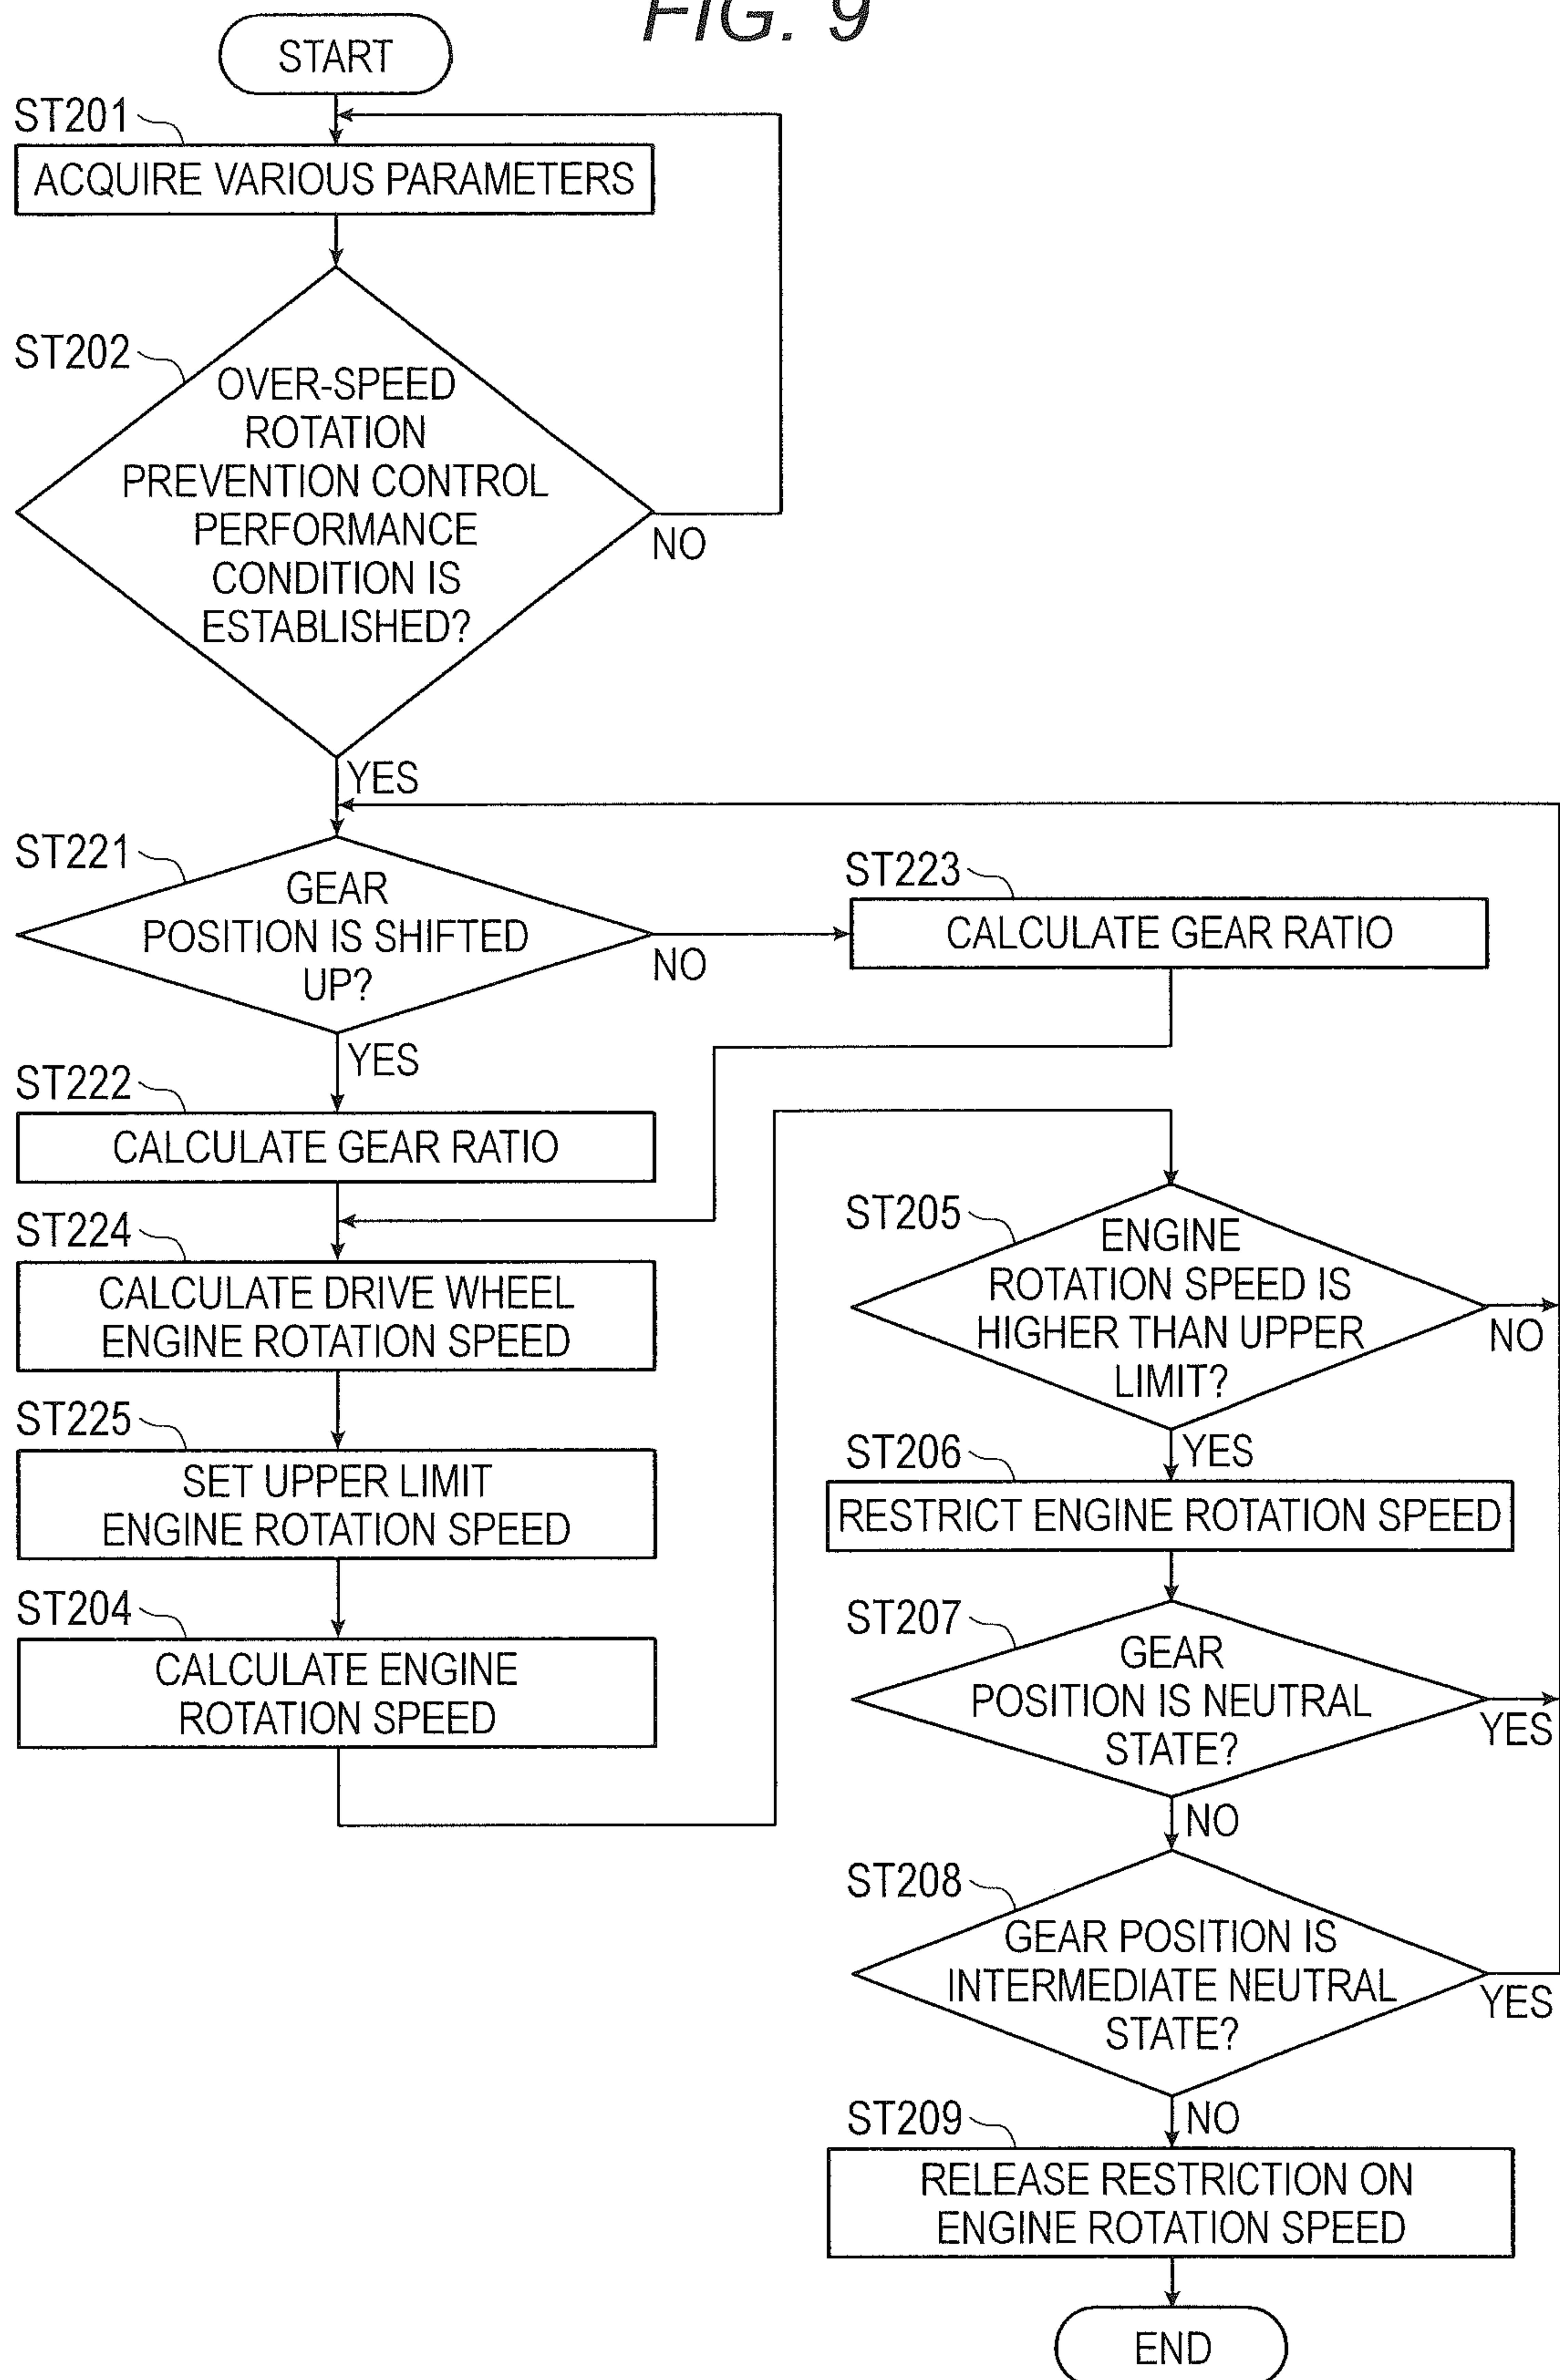 FIG. 9
START
ST201
ACQUIRE VARIOUS PARAMETERS
ST202
OVER-SPEED
ROTATION
PREVENTION CONTROL
PERFORMANCE
CONDITION IS
ESTABLISHED?
NO
YES
ST221
GEAR
POSITION IS SHIFTED
UP?
NO
YES
ST223
CALCULATE GEAR RATIO
ST222
CALCULATE GEAR RATIO
ST224
CALCULATE DRIVE WHEEL
ENGINE ROTATION SPEED
ST225
SET UPPER LIMIT
ENGINE ROTATION SPEED
ST204
CALCULATE ENGINE
ROTATION SPEED
ST205
ENGINE
ROTATION SPEED IS
HIGHER THAN UPPER
LIMIT?
NO
YES
ST206
RESTRICT ENGINE ROTATION SPEED
ST207
GEAR
POSITION IS NEUTRAL
STATE?
YES
NO
ST208
GEAR POSITION IS
INTERMEDIATE NEUTRAL
STATE?
YES
NO
ST209
RELEASE RESTRICTION ON
ENGINE ROTATION SPEED
END